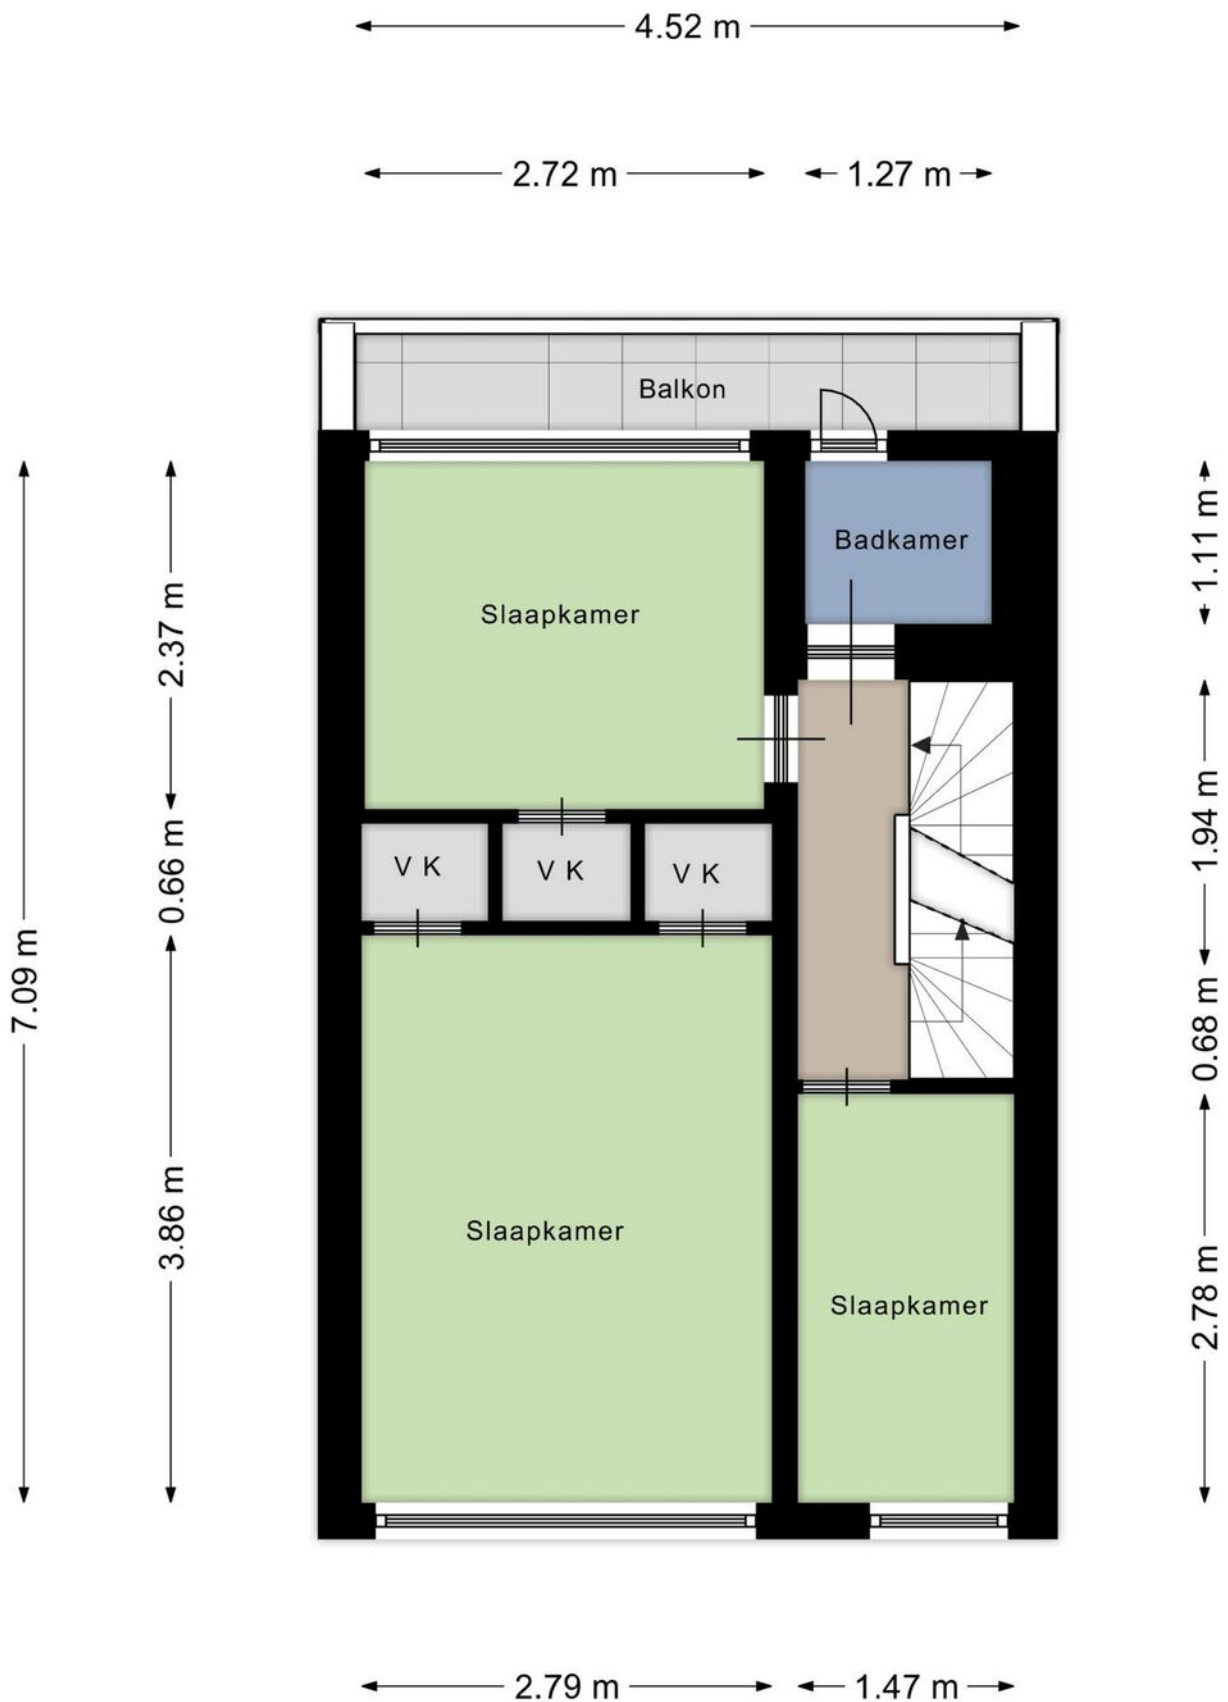 4.52 m
2.72 m
1.27 m
Balkon
Badkamer
1.11 m
Slaapkamer
2.37 m
1.94 m
V K
V K
V K
0.66 m
7.09 m
0.68 m
3.86 m
Slaapkamer
Slaapkamer
2.78 m
2.79 m
1.47 m